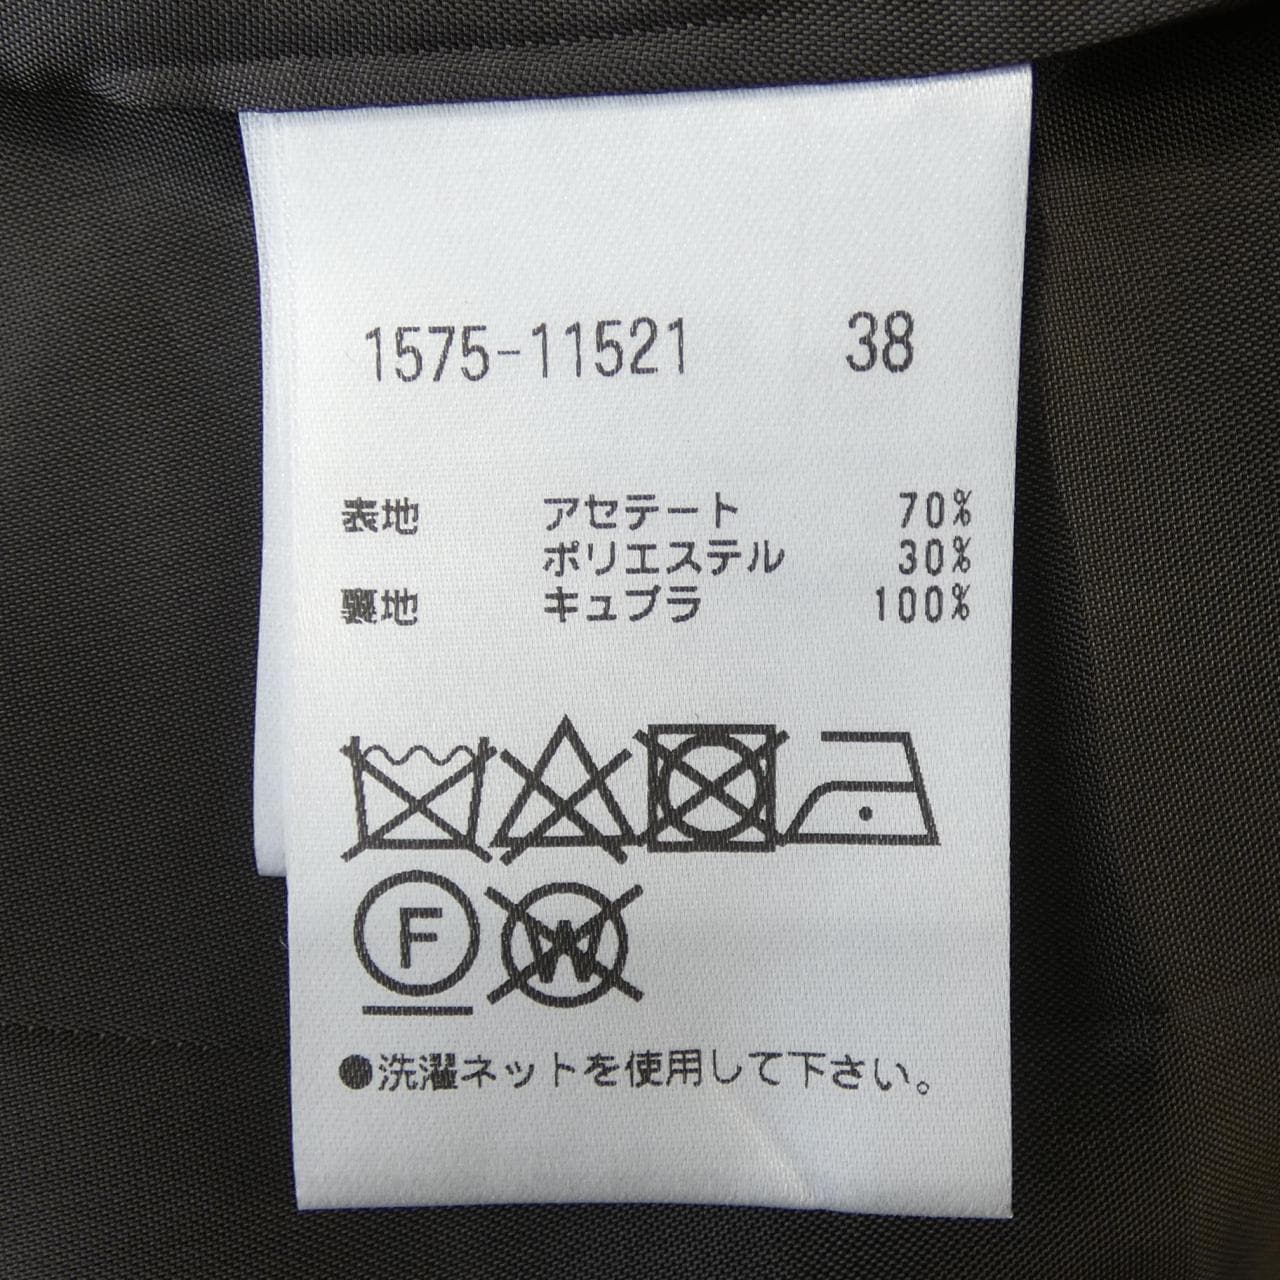 1575-11521 38
表地 アセテート 70%
ポリエステル 30%
裏地 キュプラ 100%
F W
●洗濯ネットを使用して下さい。